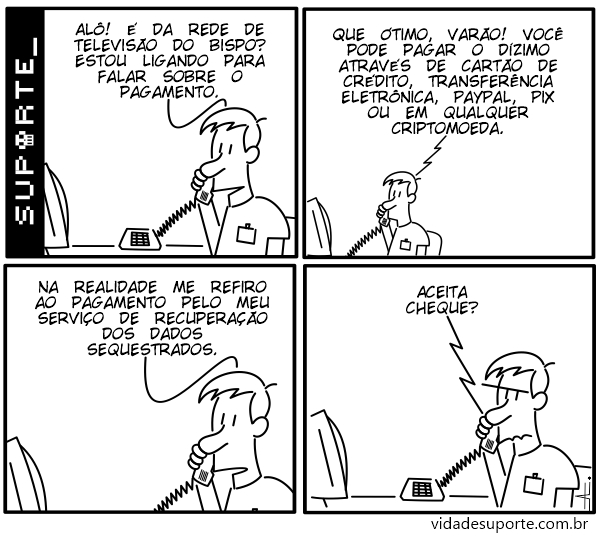 SUPORTE_
ALÔ! É DA REDE DE
TELEVISÃO DO BISPO?
ESTOU LIGANDO PARA
FALAR SOBRE O
PAGAMENTO.
QUE ÓTIMO, VARÃO! VOCÊ
PODE PAGAR O DÍZIMO
ATRAVÉS DE CARTÃO DE
CRÉDITO, TRANSFERÊNCIA
ELETRÔNICA, PAYPAL, PIX
OU EM QUALQUER
CRIPTOMOEDA.
NA REALIDADE ME REFIRO
AO PAGAMENTO PELO MEU
SERVIÇO DE RECUPERAÇÃO
DOS DADOS
SEQUESTRADOS.
ACEITA
CHEQUE?
vidadesuporte.com.br